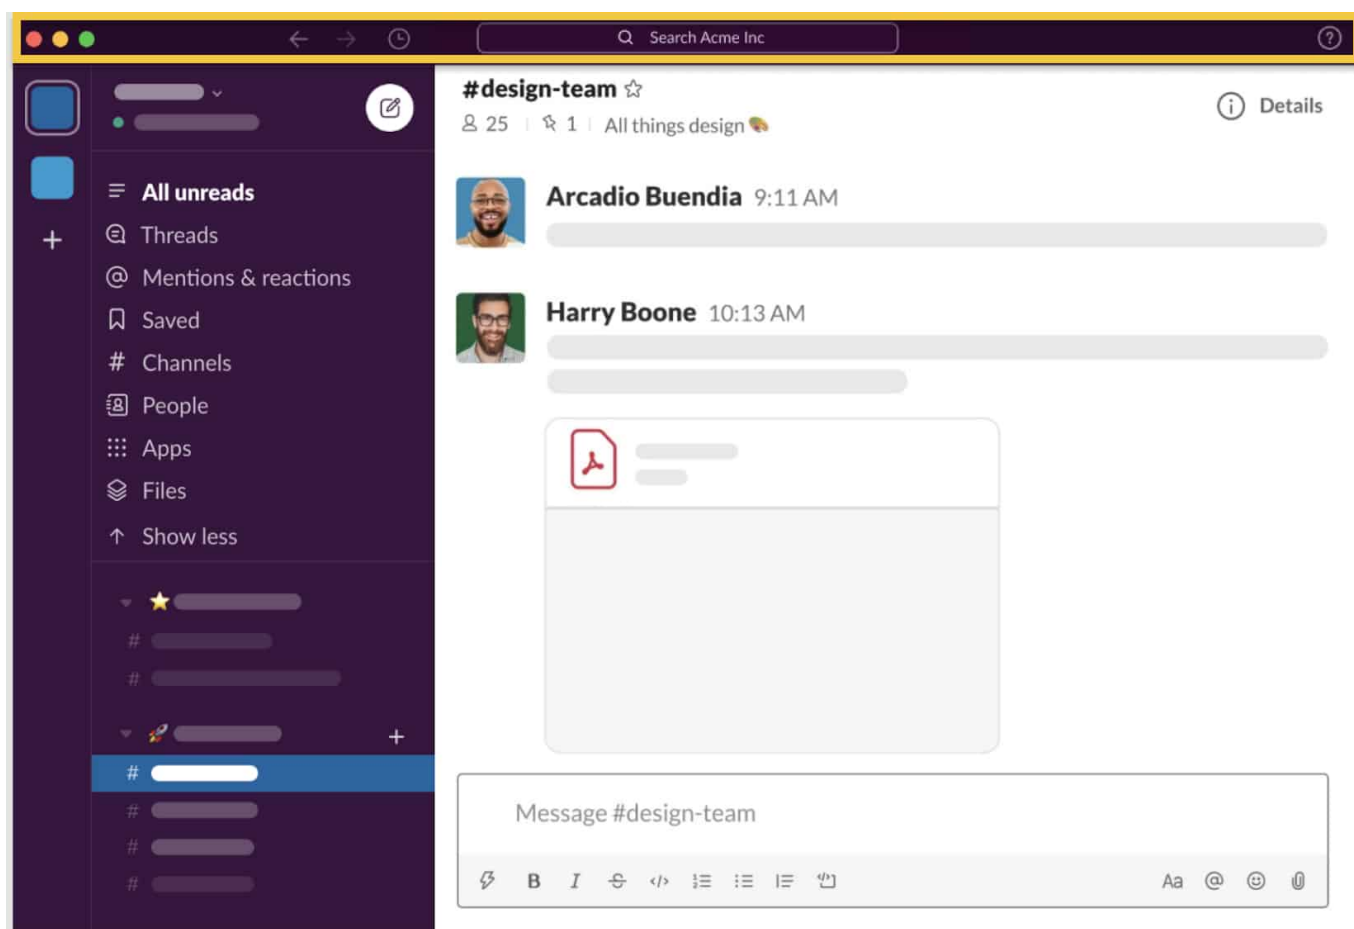 Search Acme Inc
#design-team
25 1 All things design
Details
All unreads
Threads
Mentions & reactions
Saved
# Channels
People
Apps
Files
Show less
#
#
#
#
#
#
Arcadio Buendia 9:11 AM
Harry Boone 10:13 AM
Message #design-team
B I S </> Aa @